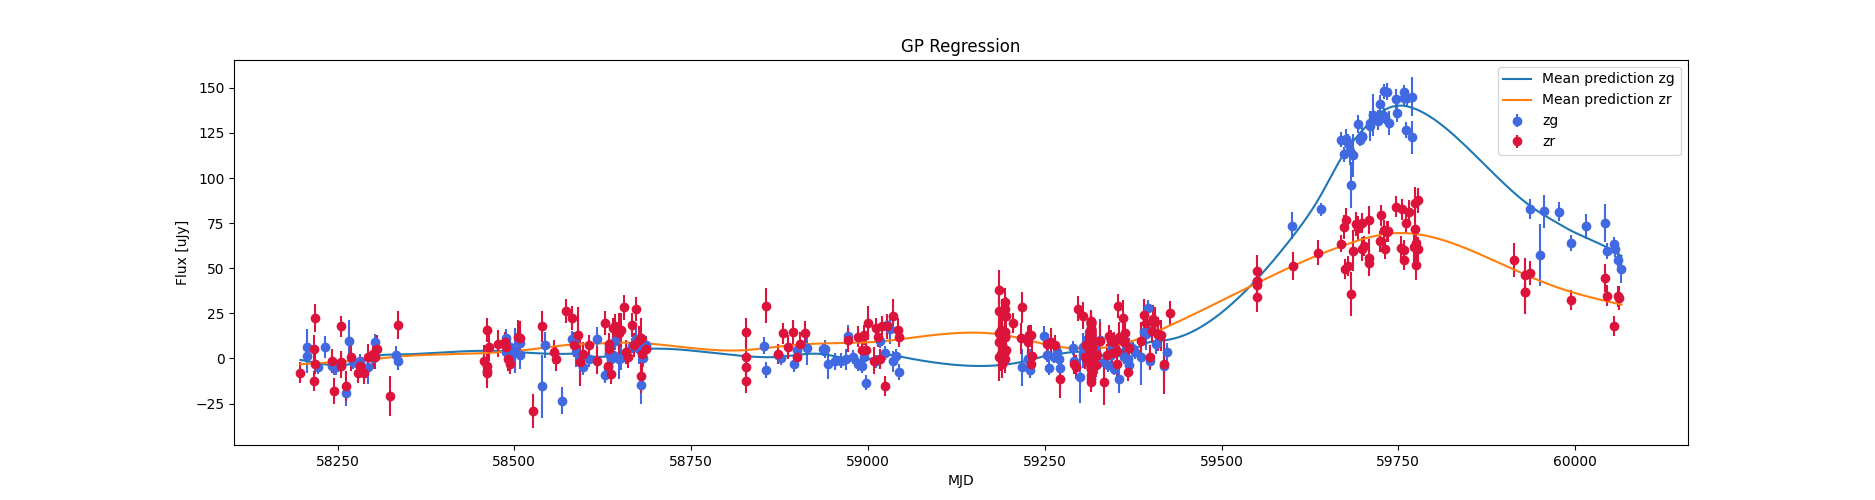 GP Regression
Flux [uJy]
150
125
100
75
50
25
0
−25
58250 58500 58750 59000 59250 59500 59750 60000
MJD
Mean prediction zg
Mean prediction zr
zg
zr